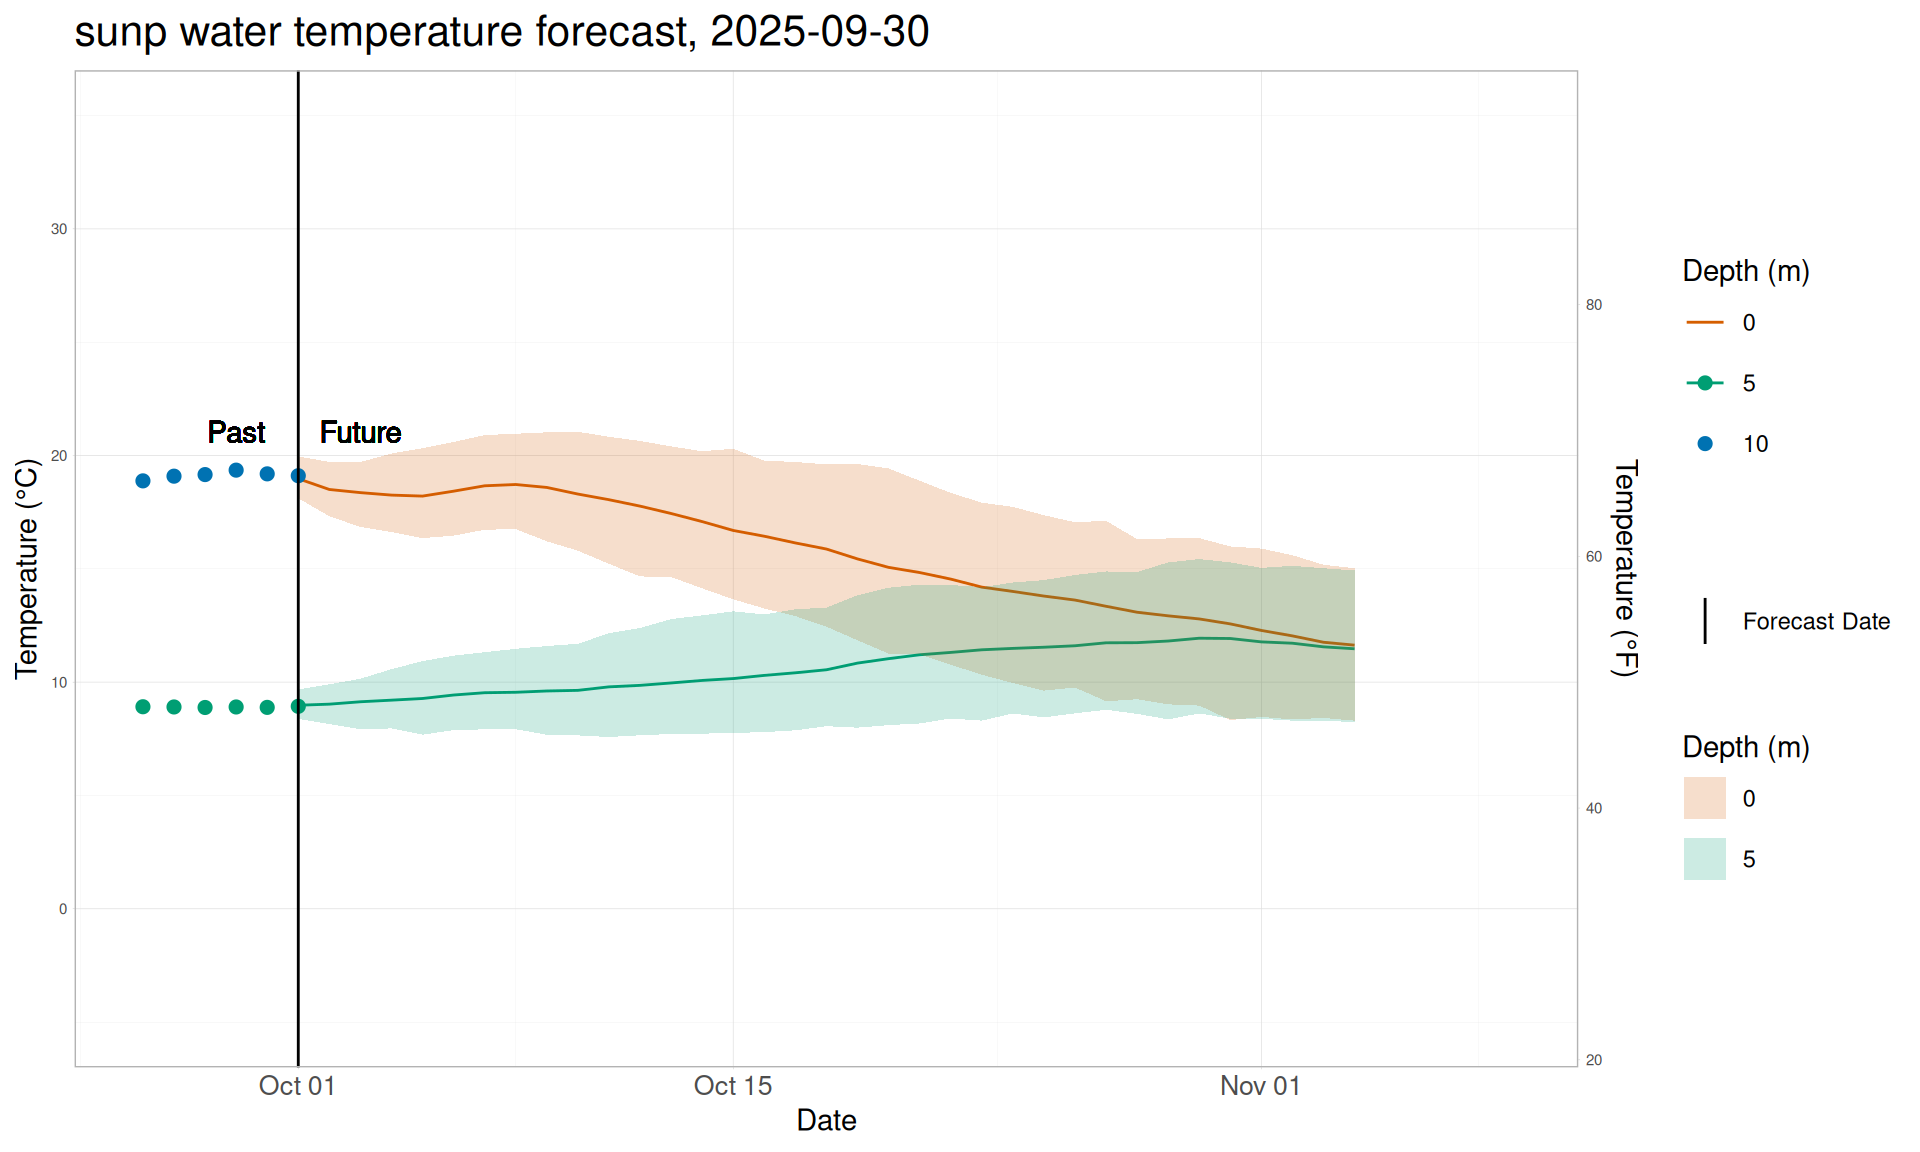 sunp water temperature forecast, 2025-09-30
30
20
10
0
Temperature (°C)
Past
Future
80
60
40
20
Temperature (°F)
Oct 01
Oct 15
Nov 01
Date
Depth (m)
0
5
10
Forecast Date
Depth (m)
0
5